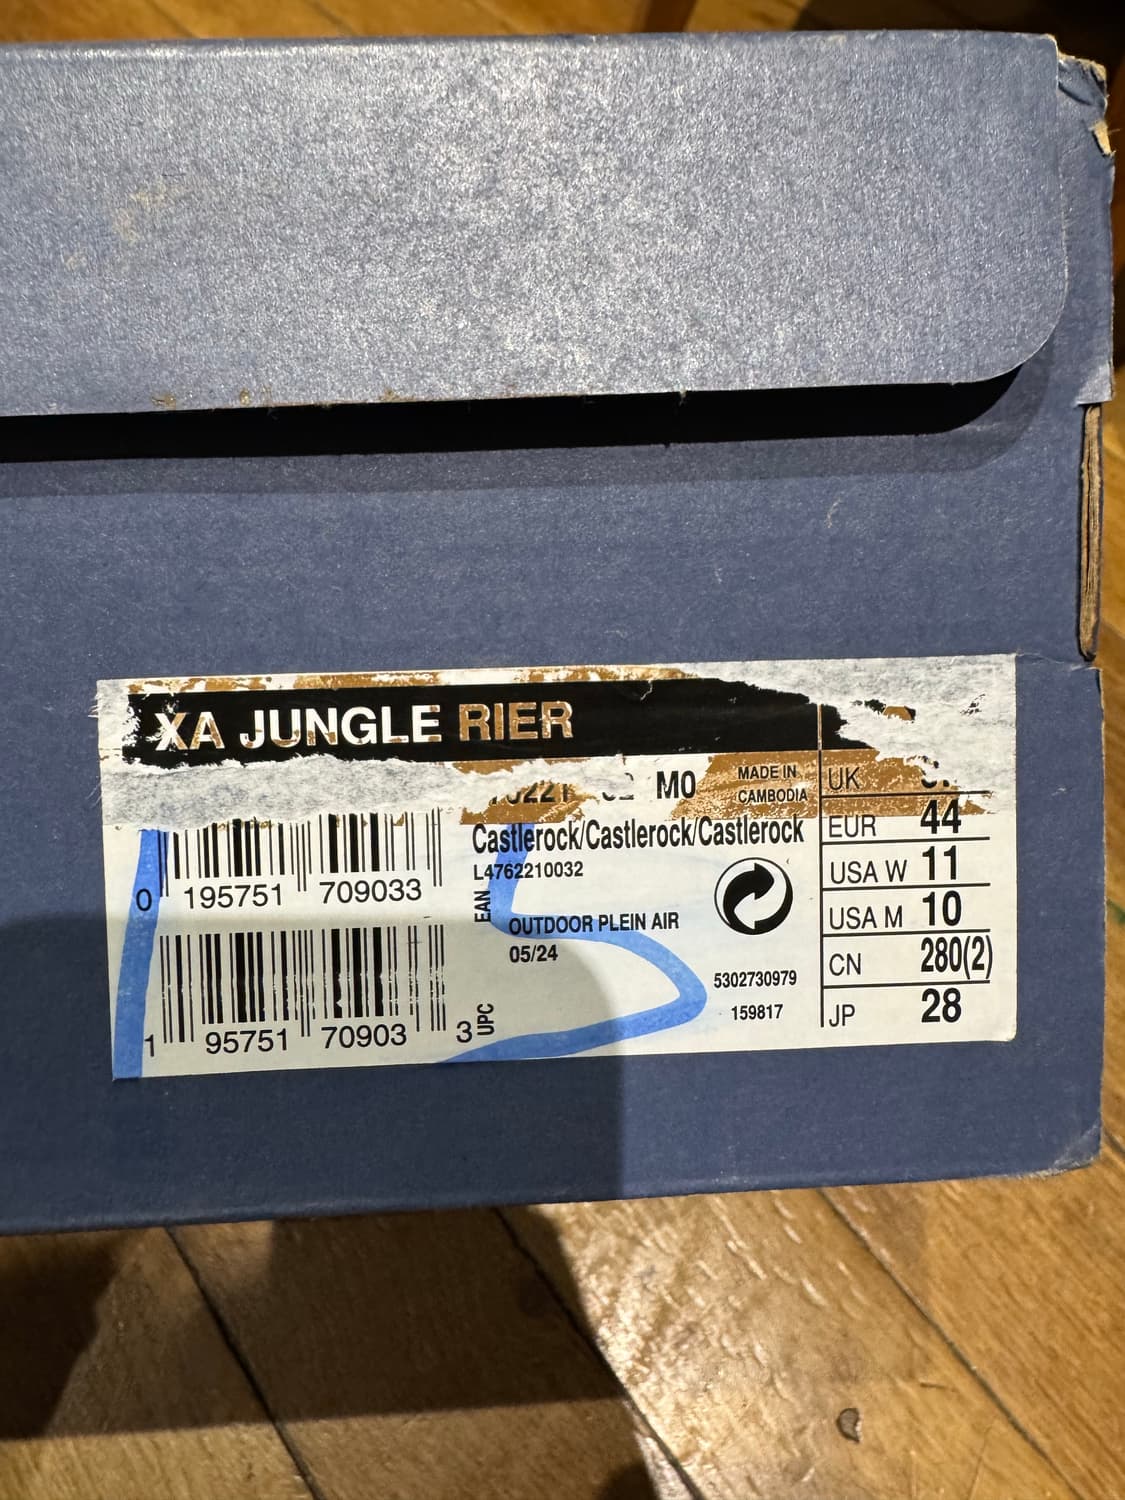 XA JUNGLE RIER
M0
MADE IN
CAMBODIA
Castlerock/Castlerock/Castlerock
L4762210032
EAN
0 195751 709033
OUTDOOR PLEIN AIR
05/24
UPC
1 95751 70903 3
5302730979
159817
UK
EUR 44
USA W 11
USA M 10
CN 280(2)
JP 28